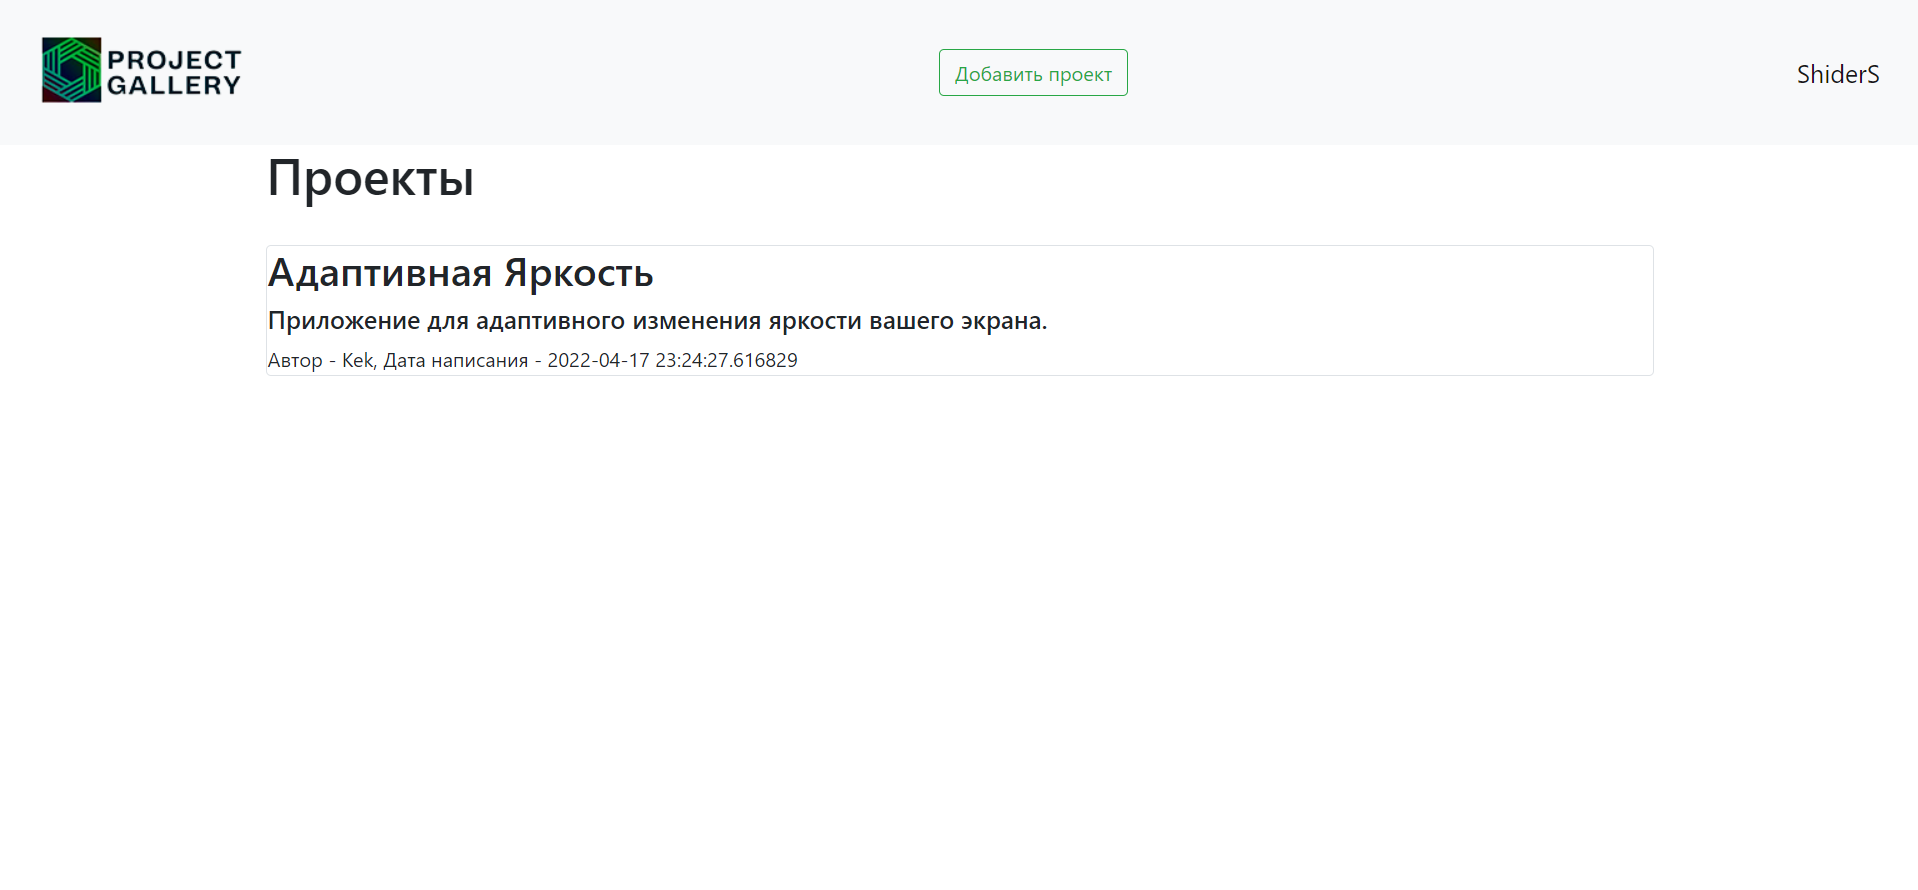 PROJECT
GALLERY
Добавить проект
ShiderS
Проекты
Адаптивная Яркость
Приложение для адаптивного изменения яркости вашего экрана.
Автор - Kek, Дата написания - 2022-04-17 23:24:27.616829